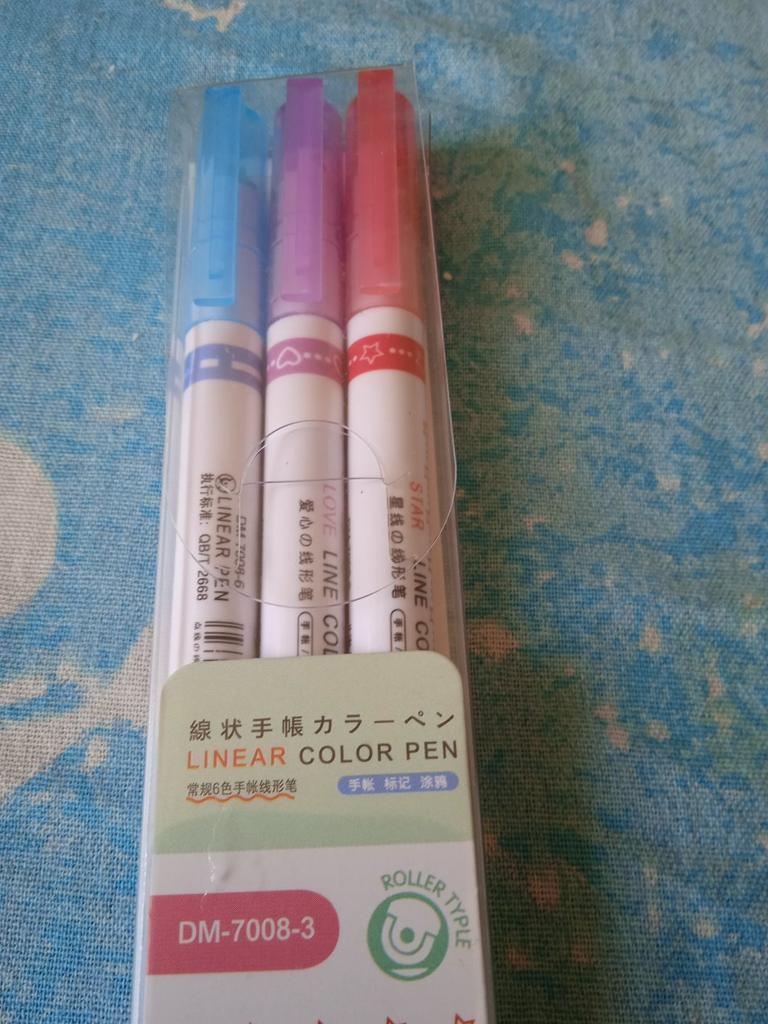 执行标准：QB/T 2668
LINEAR PEN
DM-7008-6
爱心の线形笔
LOVE LINE COL
星线の线形笔
STAR LINE CO
線状手帳カラーペン
LINEAR COLOR PEN
常规6色手帐线形笔
手帐 标记 涂鸦
ROLLER TYPLE
DM-7008-3